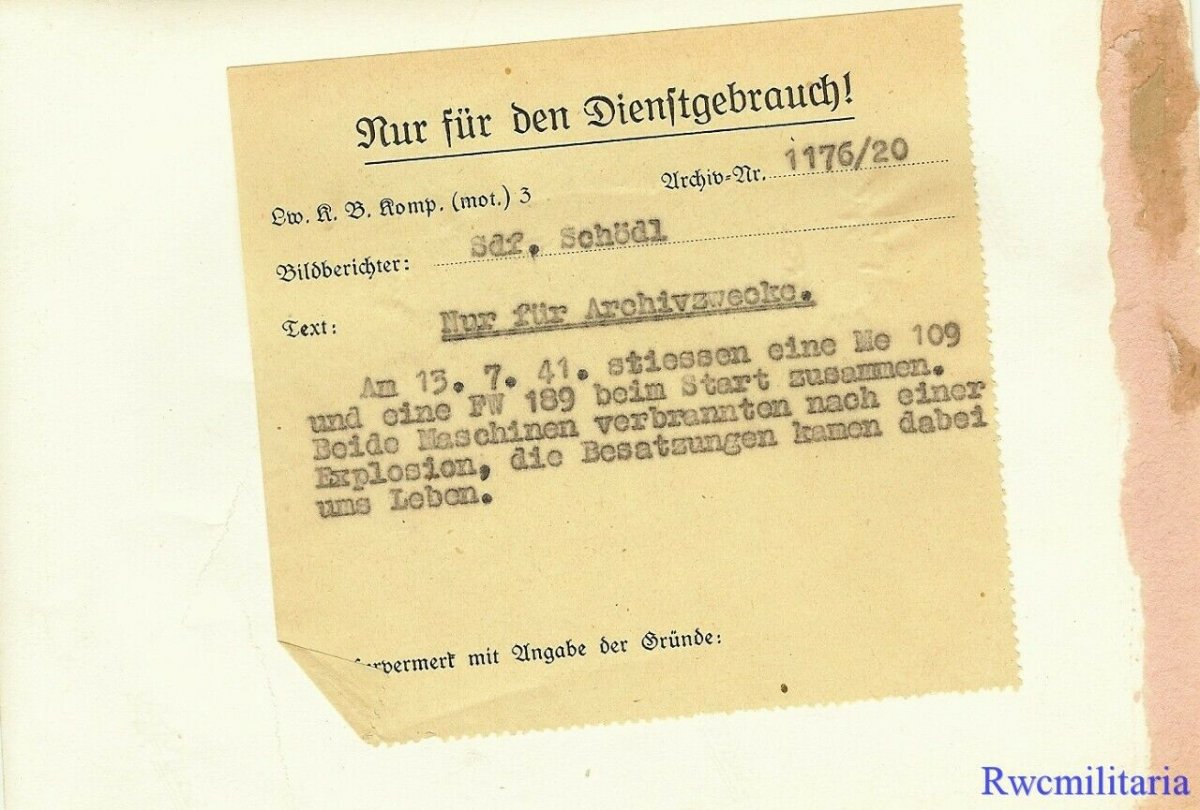 Nur für den Dienstgebrauch!
Lw. K. B. Komp. (mot.) 3 Archiv-Nr. 1176/20
Bildberichter: Sdf. Schödl
Text: Nur für Archivzwecke.
Am 13. 7. 41. stiessen eine Me 109
und eine FW 189 beim Start zusammen.
Beide Maschinen verbrannten nach einer
Explosion, die Besatzungen kamen dabei
ums Leben.
mit Angabe der Gründe:
Rwcmilitaria